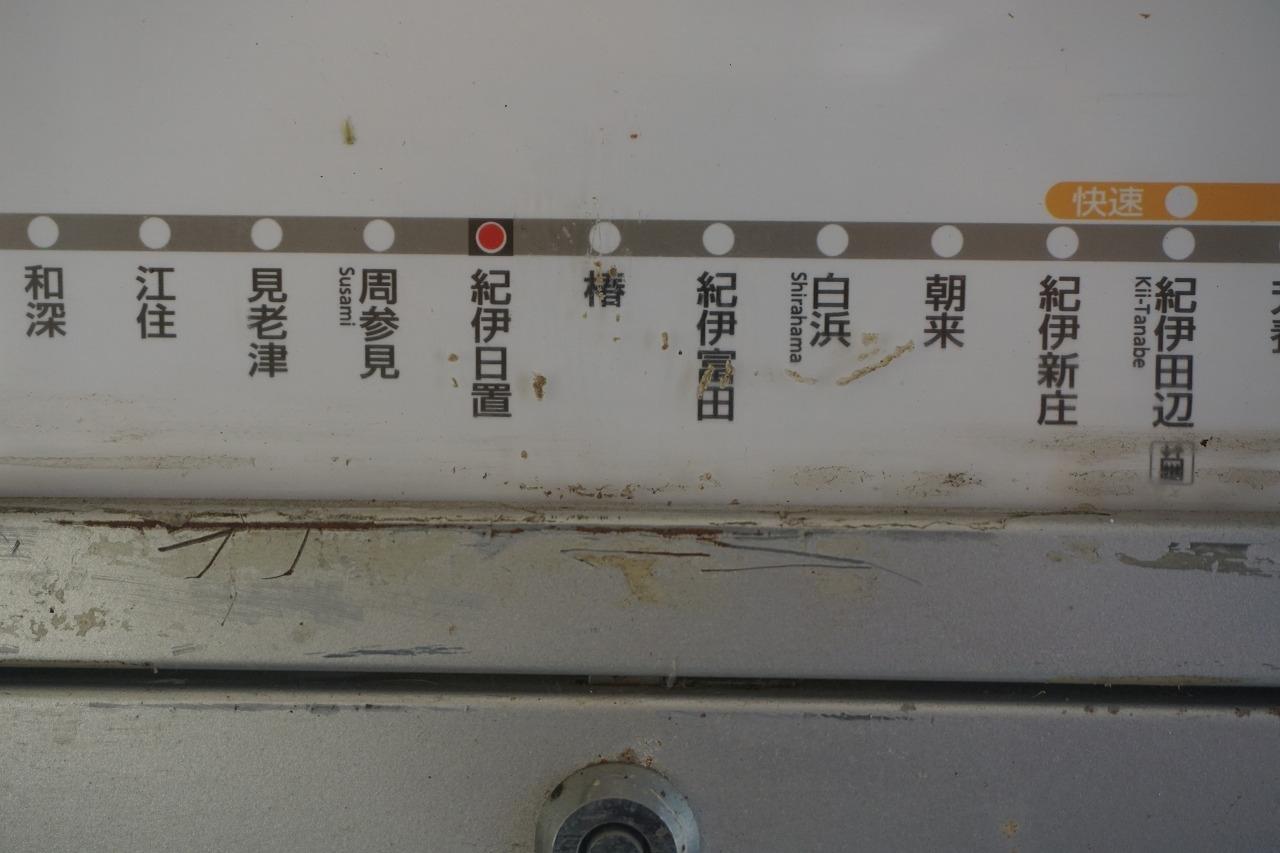 快速
和深
江住
見老津
周参見
Susami
紀伊日置
椿
紀伊富田
白浜
Shirahama
朝来
紀伊新庄
紀伊田辺
Kii-Tanabe